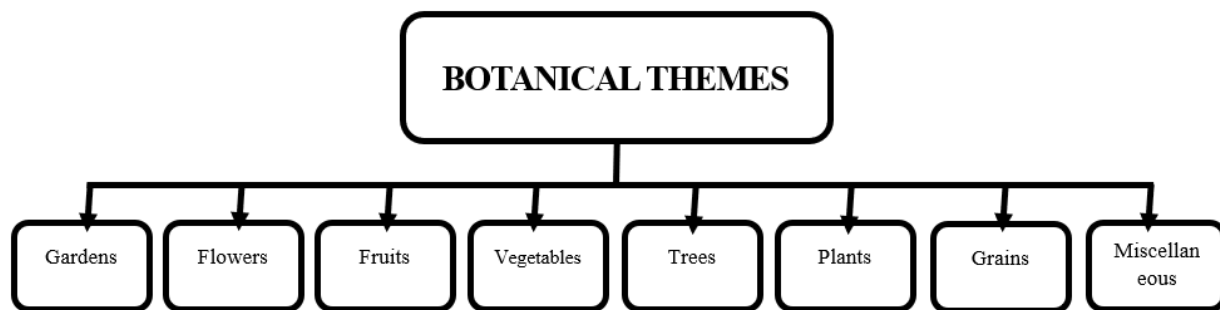 BOTANICAL THEMES
Gardens
Flowers
Fruits
Vegetables
Trees
Plants
Grains
Miscellan
eous